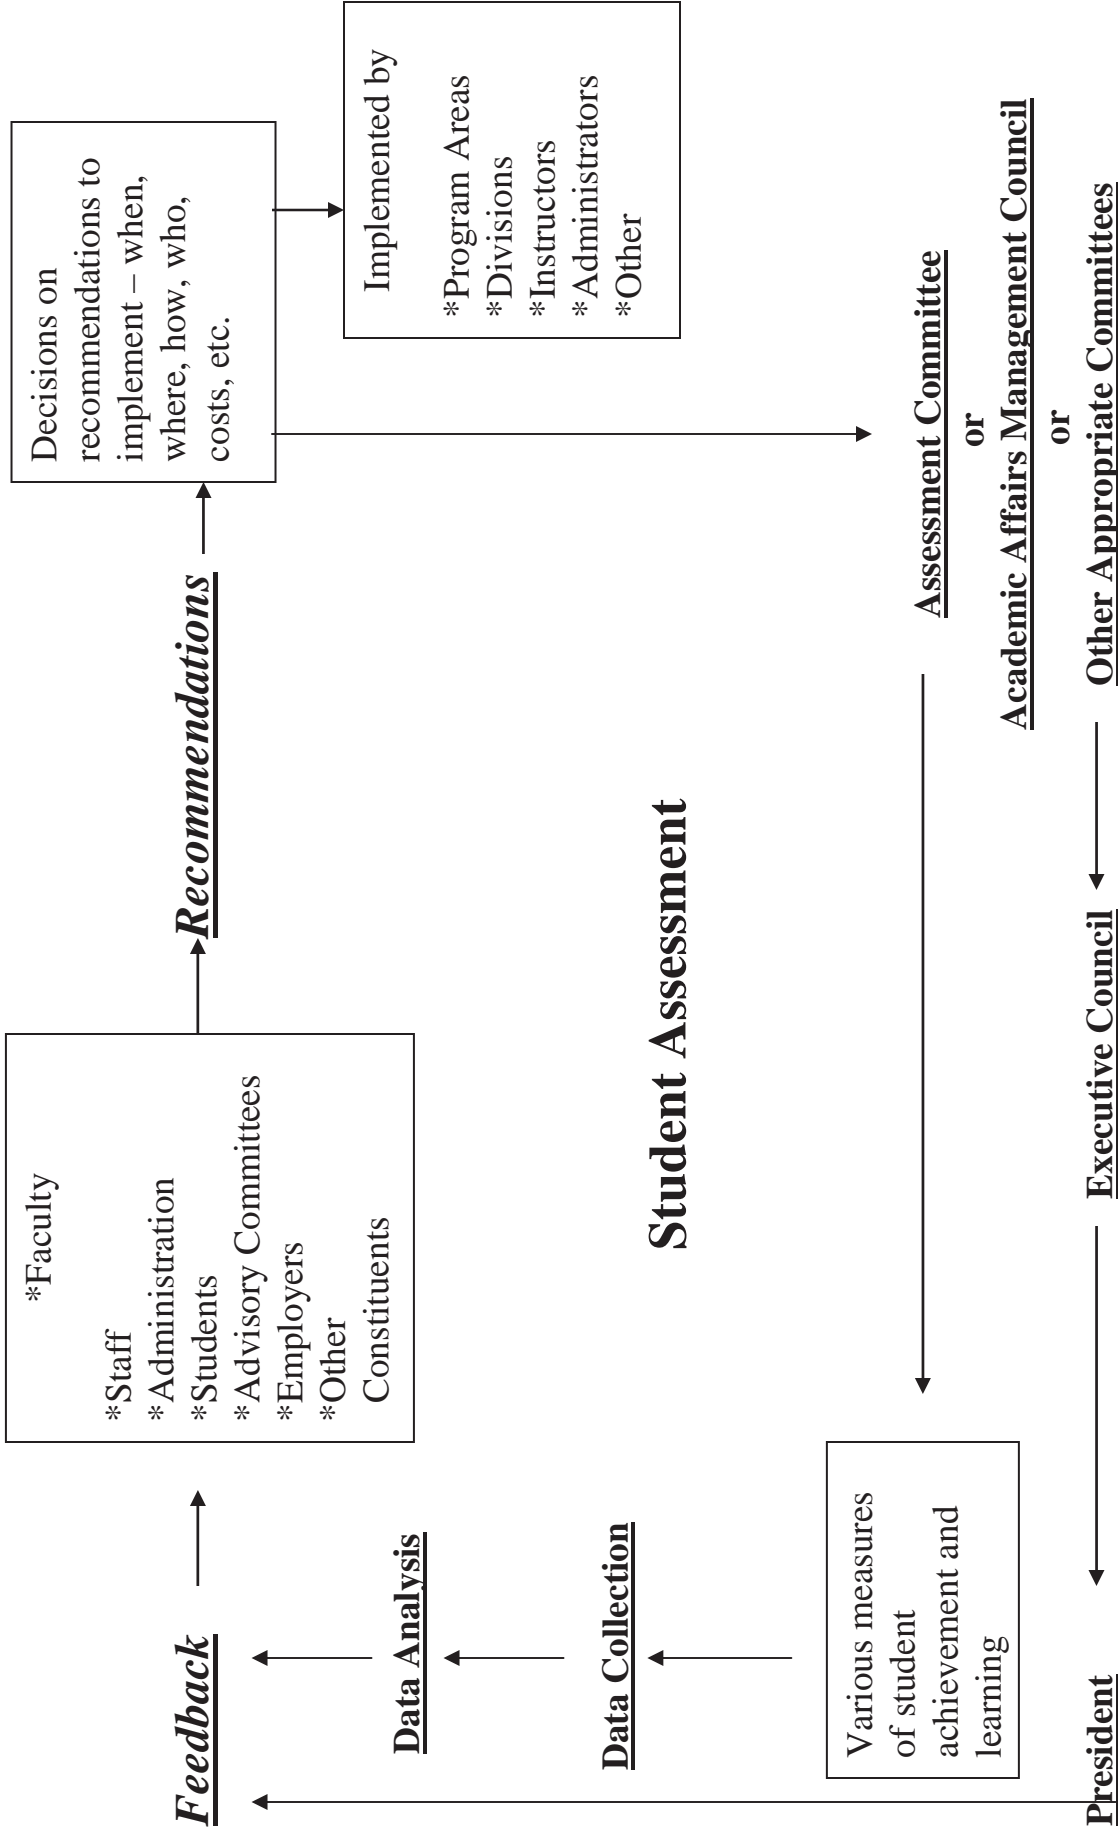 Feedback
*Faculty
*Staff
*Administration
*Students
*Advisory Committees
*Employers
*Other
Constituents
Recommendations
Decisions on
recommendations to
implement – when,
where, how, who,
costs, etc.
Implemented by
*Program Areas
*Divisions
*Instructors
*Administrators
*Other
Data Analysis
Data Collection
Student Assessment
Various measures
of student
achievement and
learning
Assessment Committee
or
Academic Affairs Management Council
or
Other Appropriate Committees
Executive Council
President